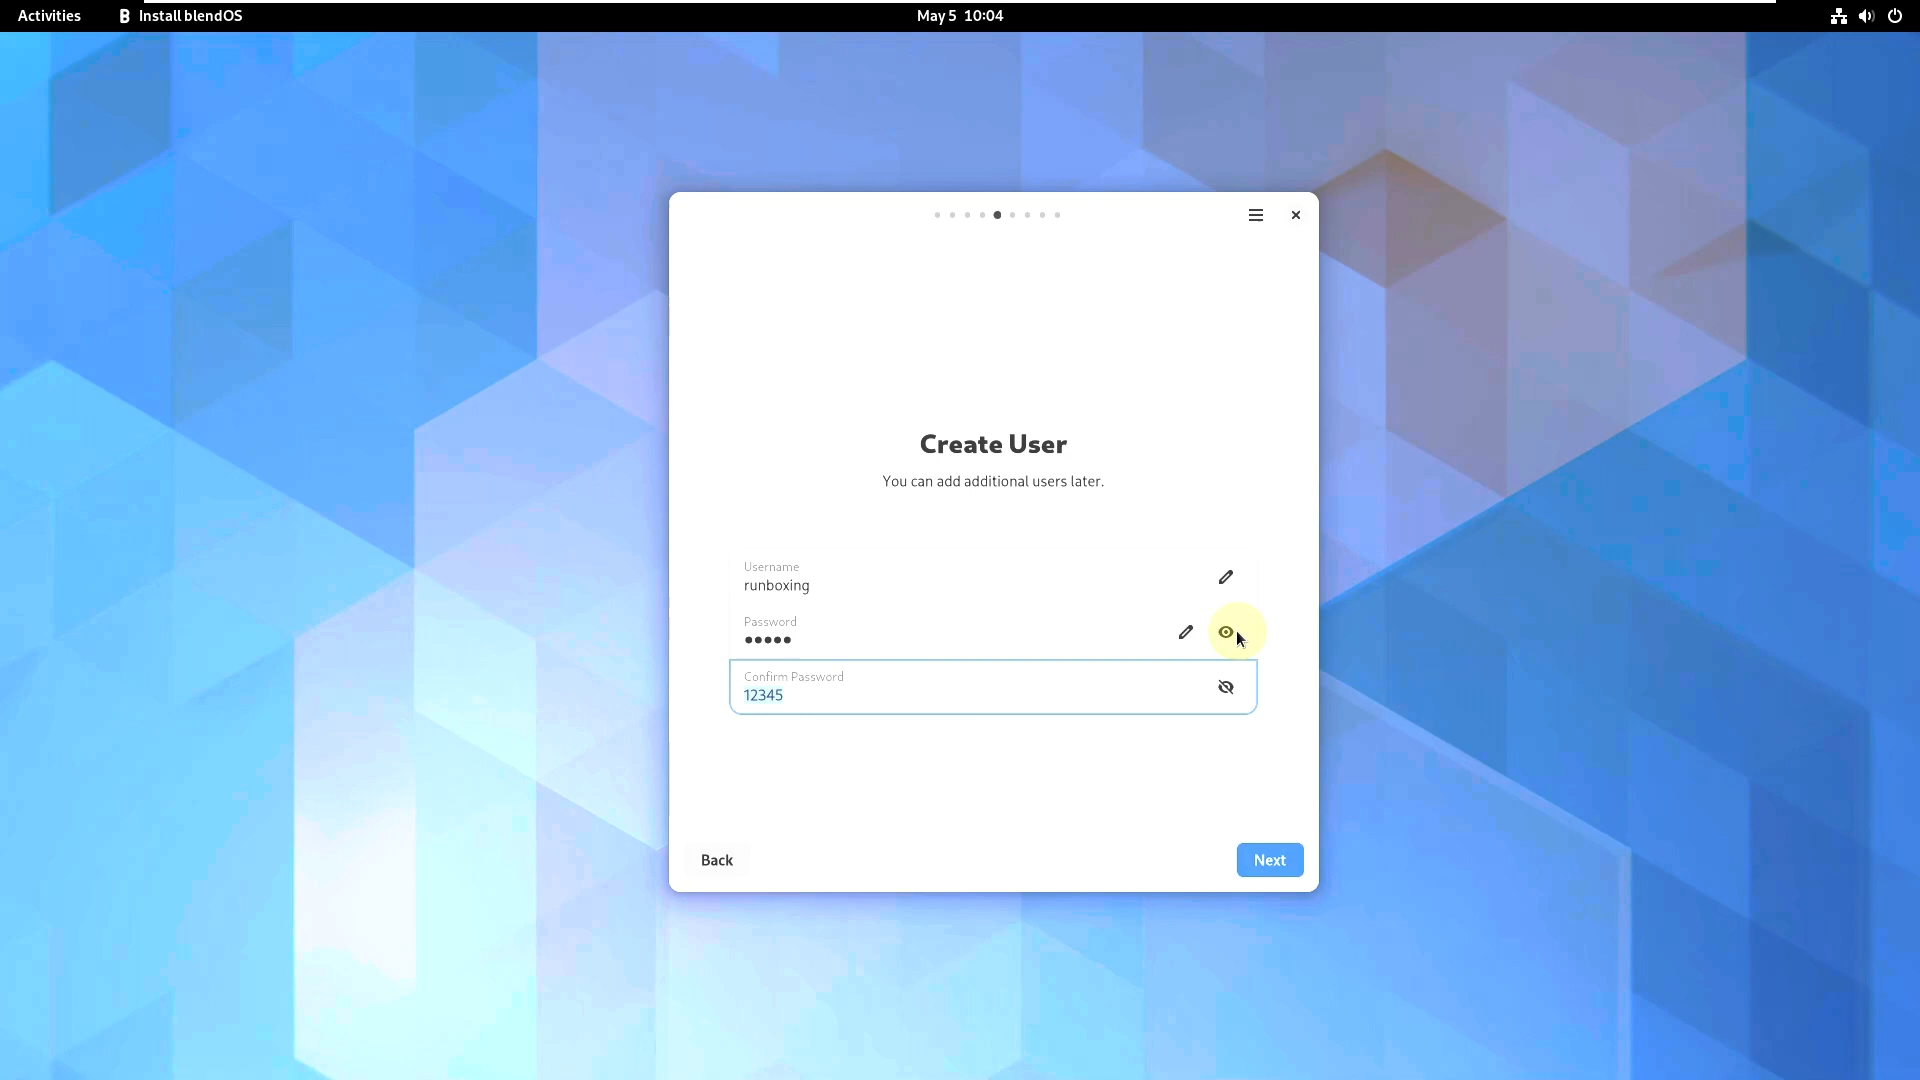 Activities
Install blendOS
May 5 10:04
Create User
You can add additional users later.
Username
runboxing
Password
•••••
Confirm Password
12345
Back
Next